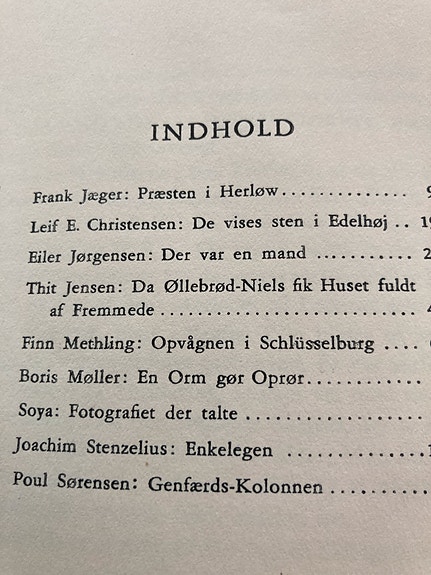 INDHOLD
Frank Jæger: Præsten i Herløw..............
Leif E. Christensen: De vises sten i Edelhøj ..
Eiler Jørgensen: Der var en mand ...........
Thit Jensen: Da Øllebrød-Niels fik Huset fuldt
af Fremmede .............................
Finn Methling: Opvågnen i Schlüsselburg ....
Boris Møller: En Orm gør Oprør............
Soya: Fotografiet der talte ....................
Joachim Stenzelius: Enkelegen ..............
Poul Sørensen: Genfærds-Kolonnen ..........